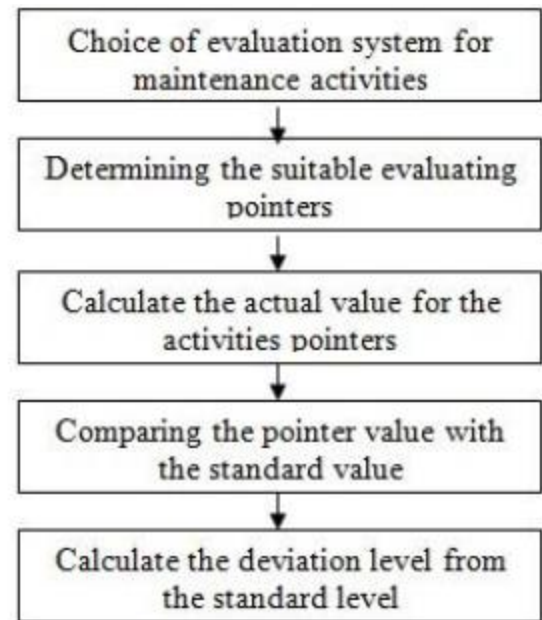 Choice of evaluation system for
maintenance activities
Determining the suitable evaluating
pointers
Calculate the actual value for the
activities pointers
Comparing the pointer value with
the standard value
Calculate the deviation level from
the standard level